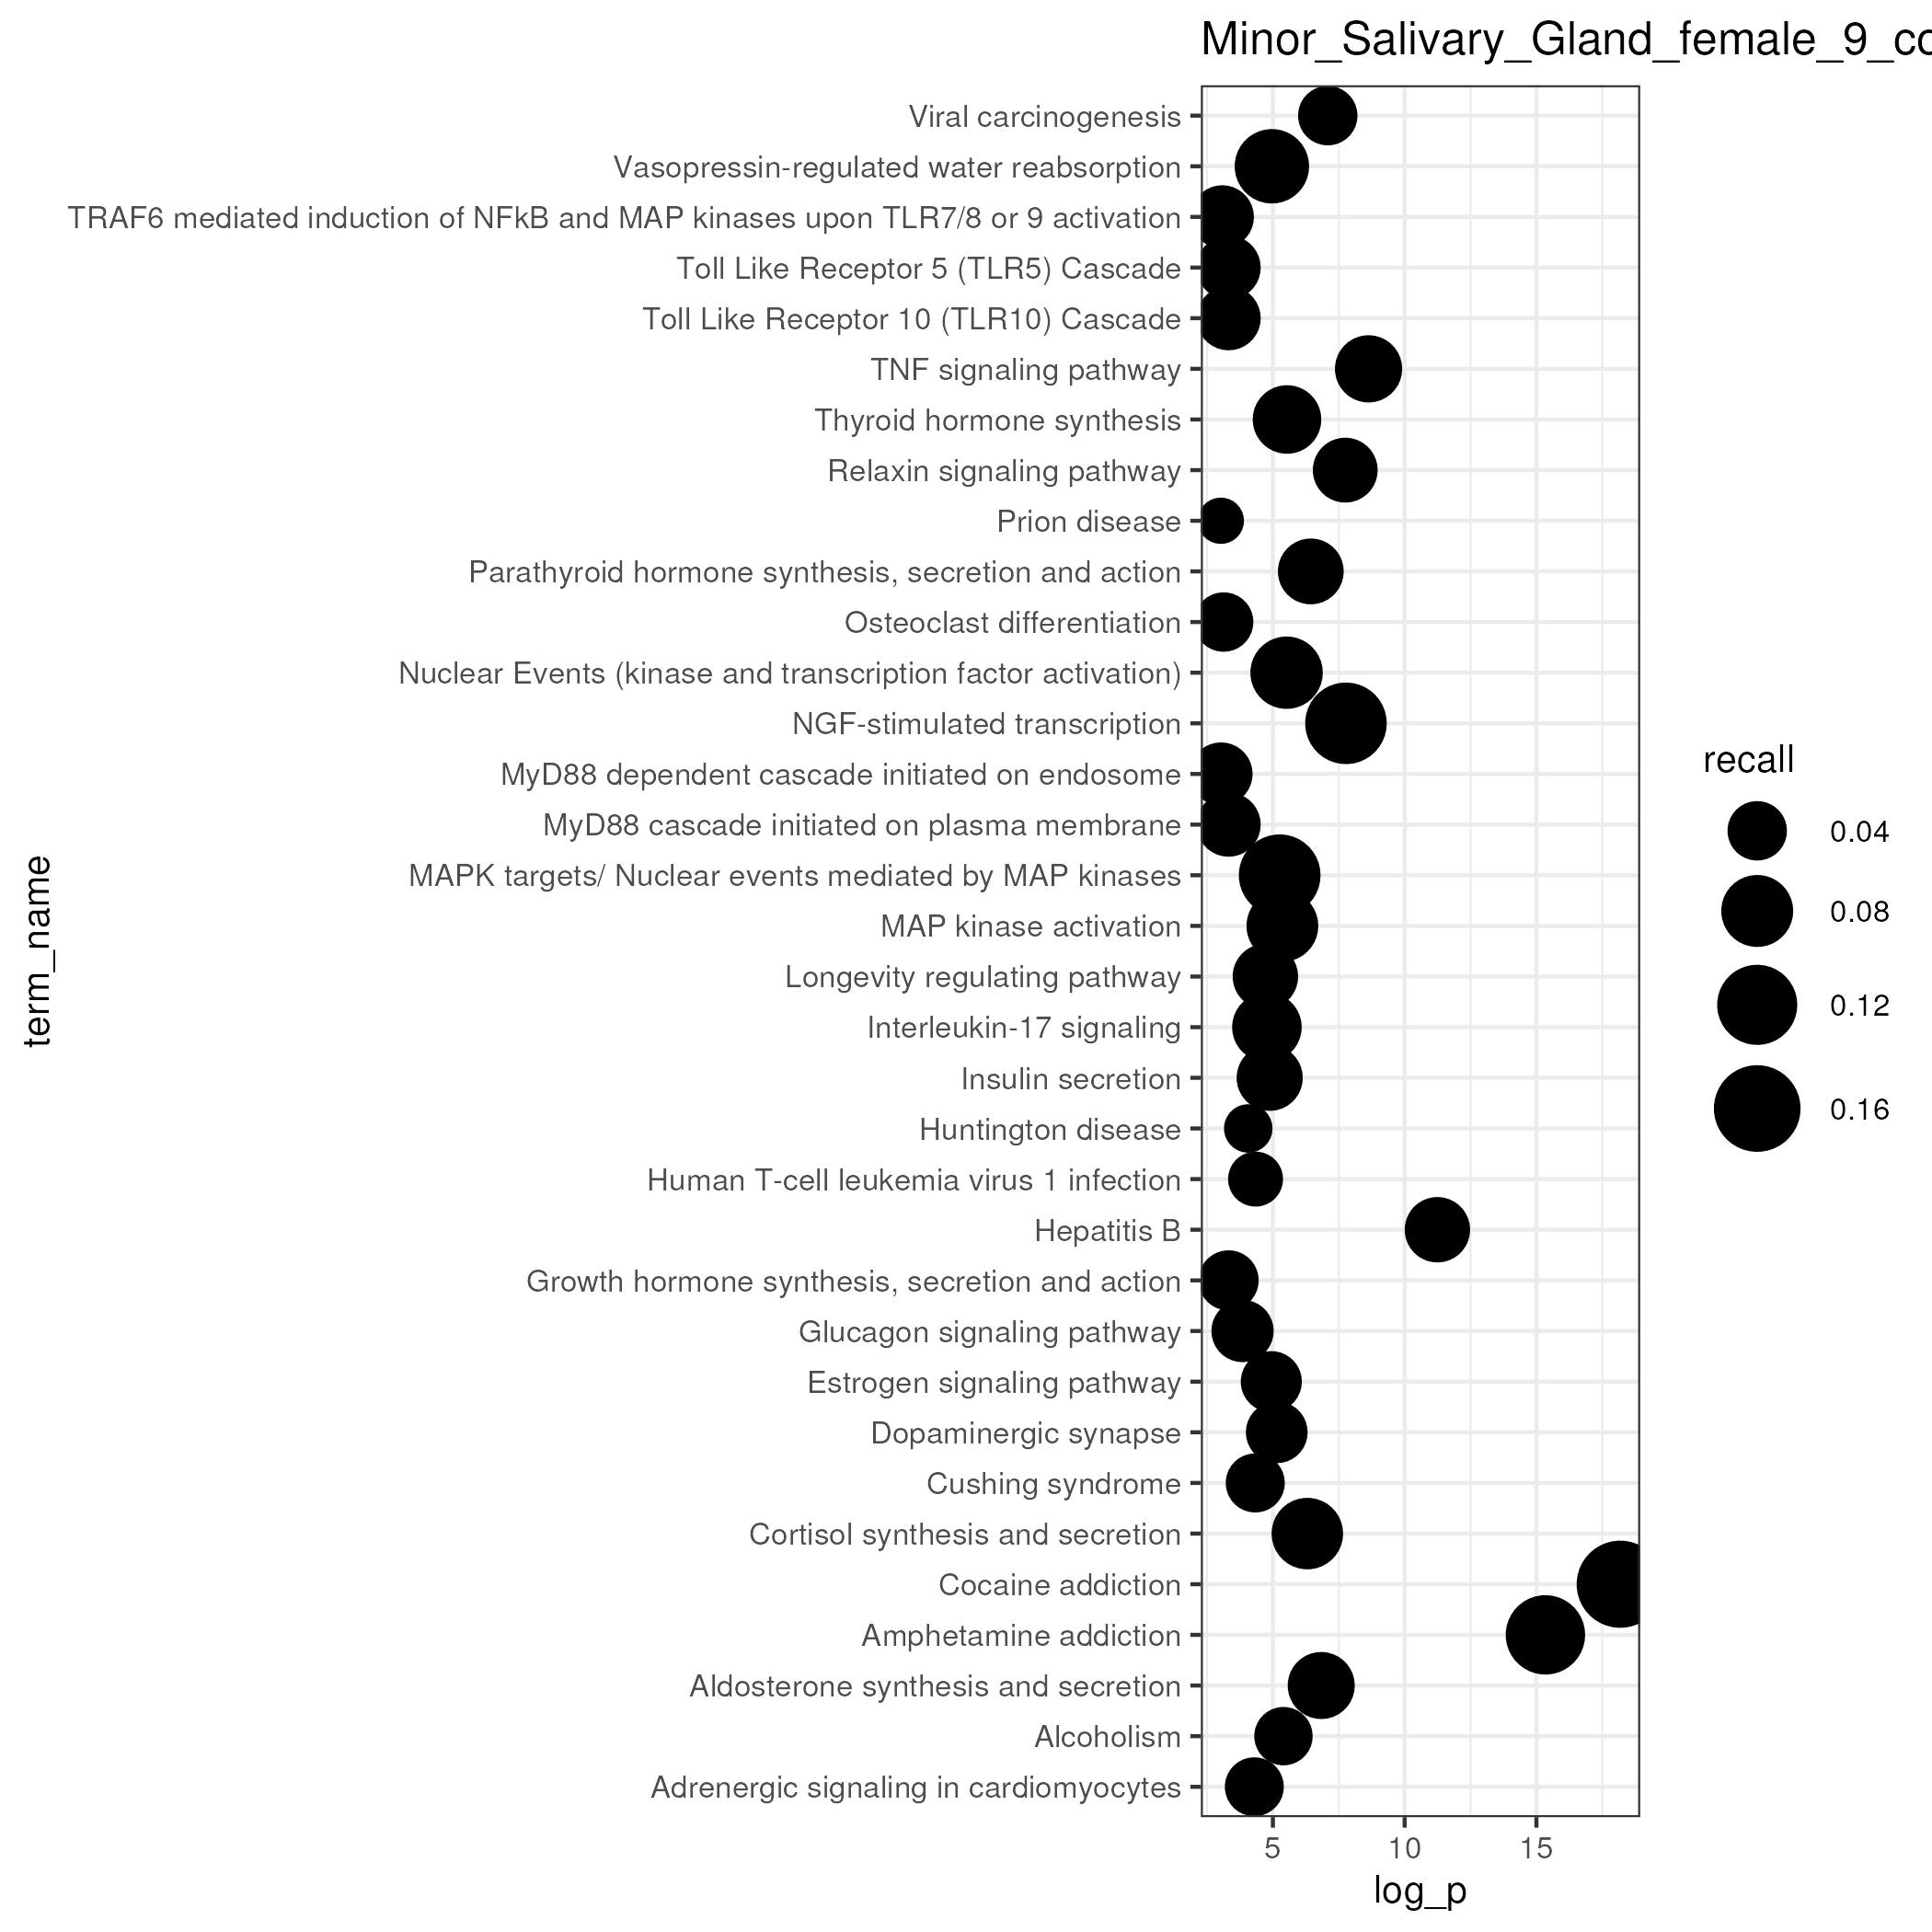 Minor_Salivary_Gland_female_9_co
Viral carcinogenesis
Vasopressin-regulated water reabsorption
TRAF6 mediated induction of NFkB and MAP kinases upon TLR7/8 or 9 activation
Toll Like Receptor 5 (TLR5) Cascade
Toll Like Receptor 10 (TLR10) Cascade
TNF signaling pathway
Thyroid hormone synthesis
Relaxin signaling pathway
Prion disease
Parathyroid hormone synthesis, secretion and action
Osteoclast differentiation
Nuclear Events (kinase and transcription factor activation)
NGF-stimulated transcription
MyD88 dependent cascade initiated on endosome
MyD88 cascade initiated on plasma membrane
MAPK targets/ Nuclear events mediated by MAP kinases
MAP kinase activation
Longevity regulating pathway
Interleukin-17 signaling
Insulin secretion
Huntington disease
Human T-cell leukemia virus 1 infection
Hepatitis B
Growth hormone synthesis, secretion and action
Glucagon signaling pathway
Estrogen signaling pathway
Dopaminergic synapse
Cushing syndrome
Cortisol synthesis and secretion
Cocaine addiction
Amphetamine addiction
Aldosterone synthesis and secretion
Alcoholism
Adrenergic signaling in cardiomyocytes
term_name
5
10
15
log_p
recall
0.04
0.08
0.12
0.16